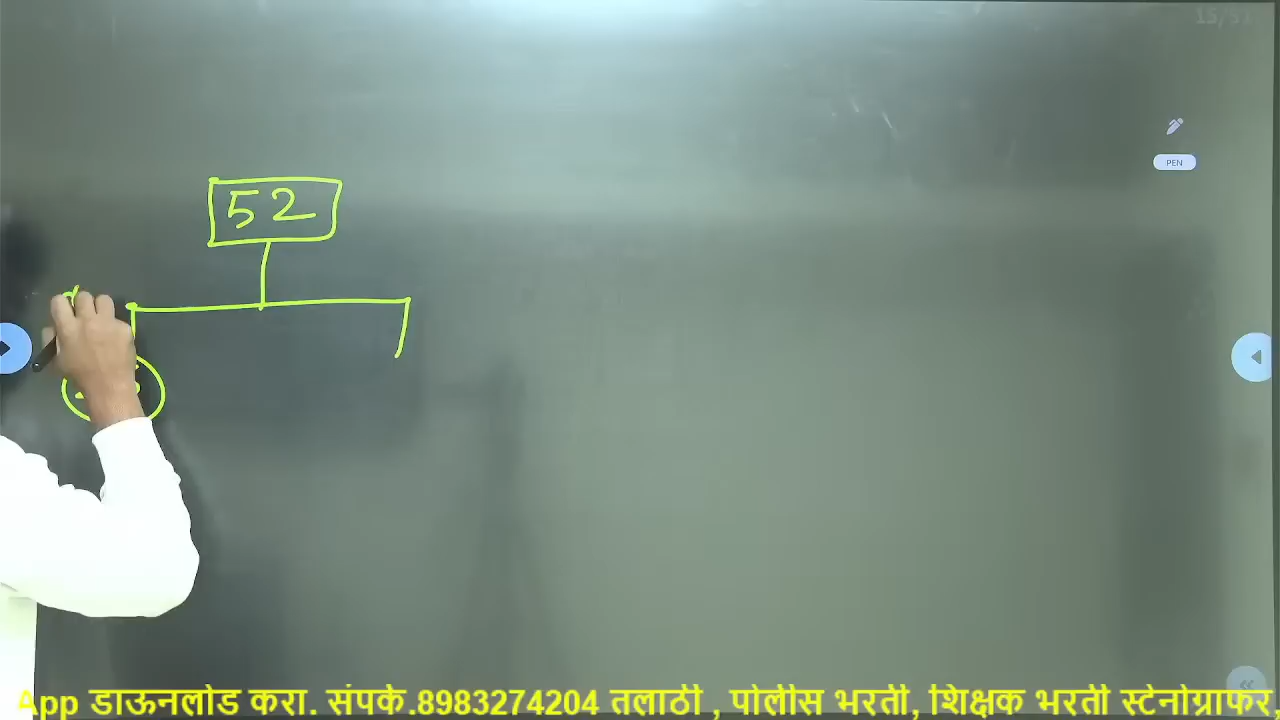 52
PEN
App डाऊनलोड करा. संपर्क.8983274204 तलाठी , पोलीस भरती, शिक्षक भरती स्टेनोग्राफर.